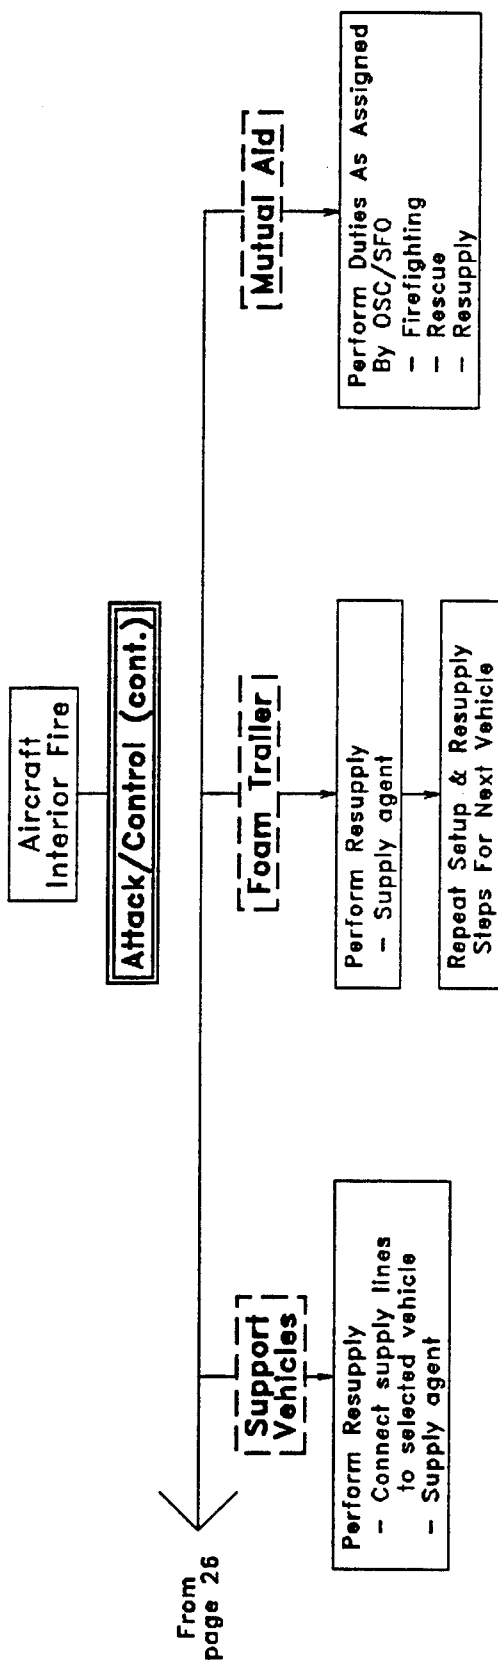 Aircraft
Interior Fire
Attack/Control (cont.)
From
page 26
Support
Vehicles
Perform Resupply
- Connect supply lines
to selected vehicle
- Supply agent
Foam Trailer
Perform Resupply
- Supply agent
Repeat Setup & Resupply
Steps For Next Vehicle
Mutual Aid
Perform Duties As Assigned
By OSC/SFO
- Firefighting
- Rescue
- Resupply